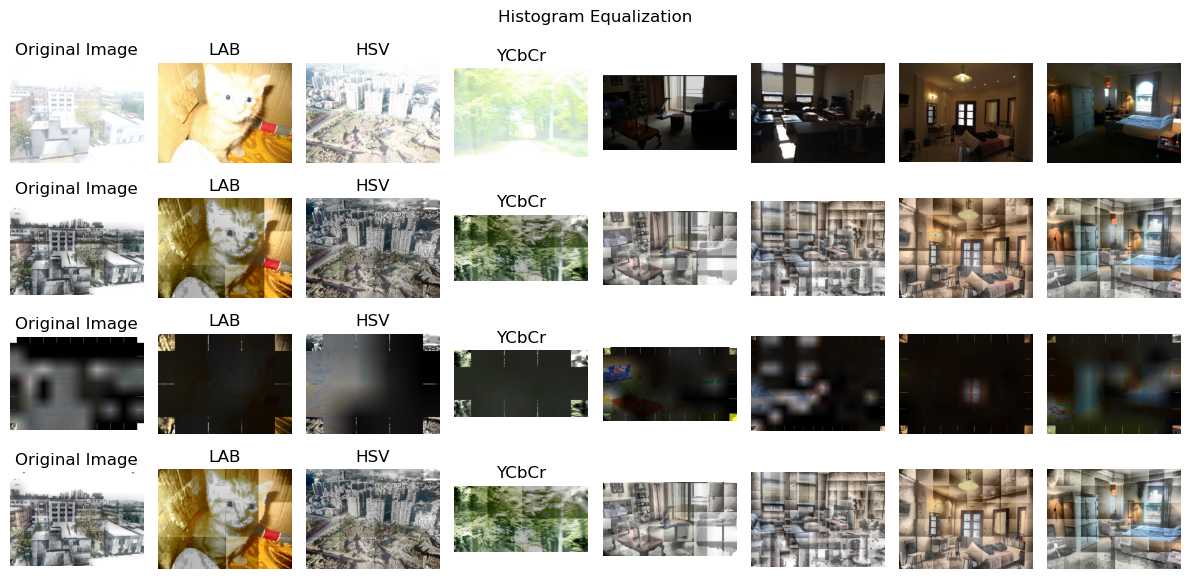 Histogram Equalization
Original Image
LAB
HSV
YCbCr
Original Image
LAB
HSV
YCbCr
Original Image
LAB
HSV
YCbCr
Original Image
LAB
HSV
YCbCr